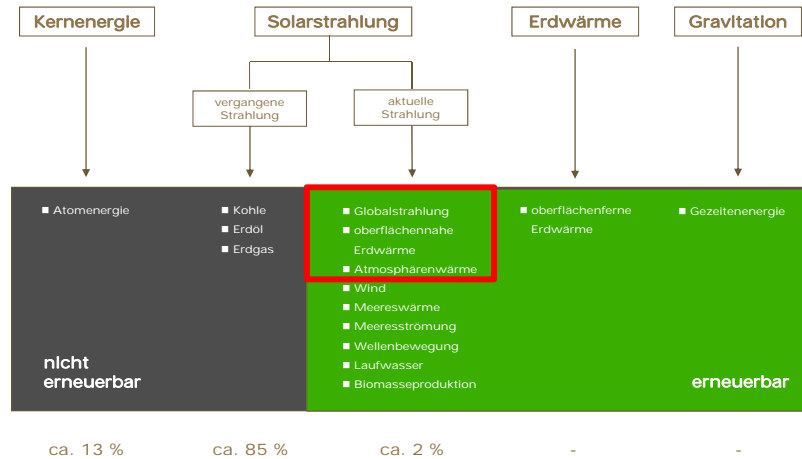 Kernenergie
Solarstrahlung
Erdwärme
Gravitation
vergangene
Strahlung
aktuelle
Strahlung
■ Atomenergie
■ Kohle
■ Erdöl
■ Erdgas
■ Globalstrahlung
■ oberflächennahe
Erdwärme
■ Atmosphärenwärme
■ Wind
■ Meereswärme
■ Meeresströmung
■ Wellenbewegung
■ Laufwasser
■ Biomasseproduktion
■ oberflächenferne
Erdwärme
■ Gezeitenenergie
nicht
erneuerbar
erneuerbar
ca. 13 %
ca. 85 %
ca. 2 %
-
-